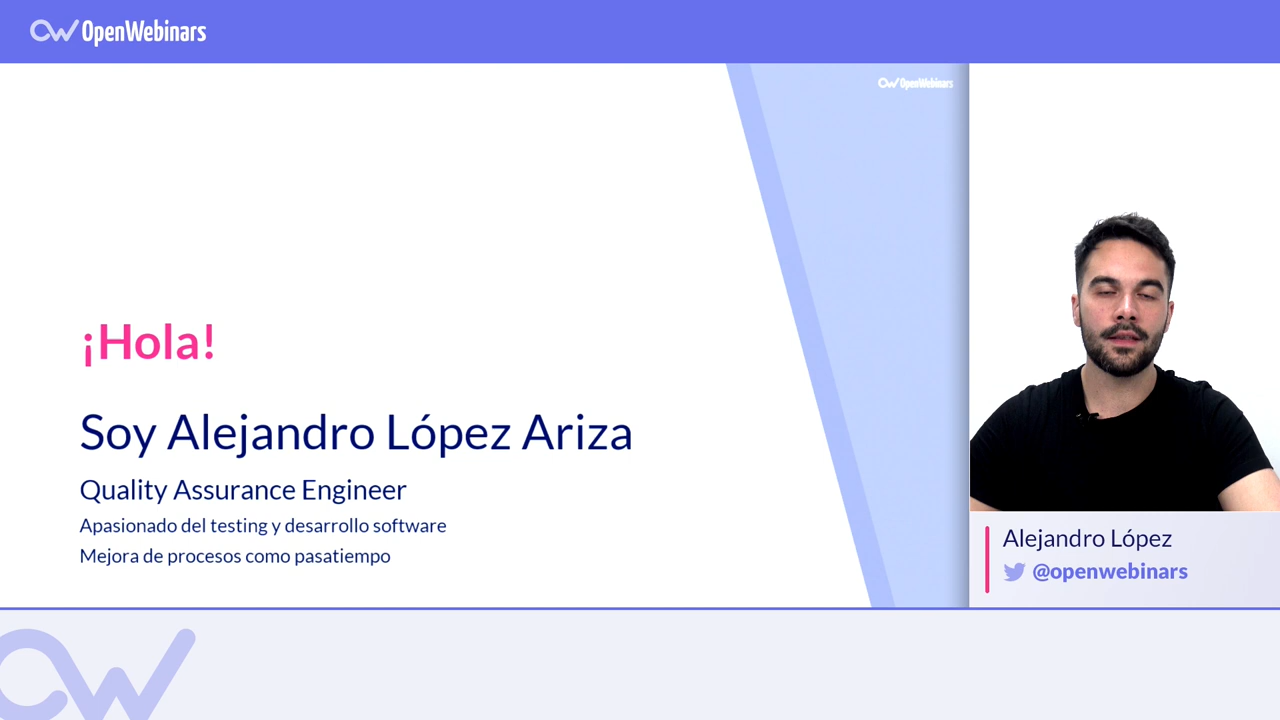 OpenWebinars
OpenWebinars
¡Hola!
Soy Alejandro López Ariza
Quality Assurance Engineer
Apasionado del testing y desarrollo software
Mejora de procesos como pasatiempo
Alejandro López
@openwebinars